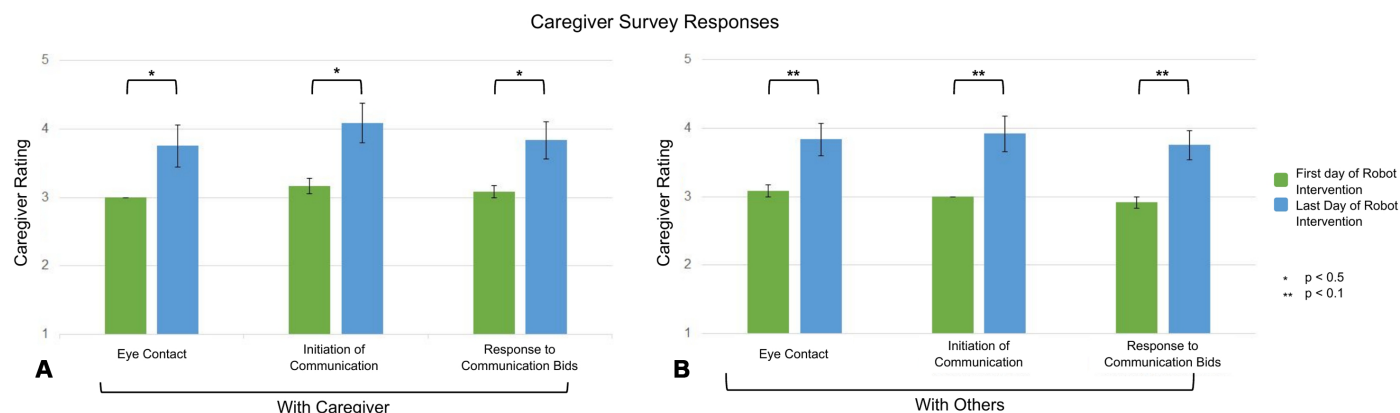 Caregiver Survey Responses
Caregiver Rating
5
4
3
2
1
*
*
*
Eye Contact
Initiation of
Communication
Response to
Communication Bids
A
With Caregiver
Caregiver Rating
5
4
3
2
1
**
**
**
Eye Contact
Initiation of
Communication
Response to
Communication Bids
B
With Others
First day of Robot
Intervention
Last Day of Robot
Intervention
* p < 0.5
** p < 0.1